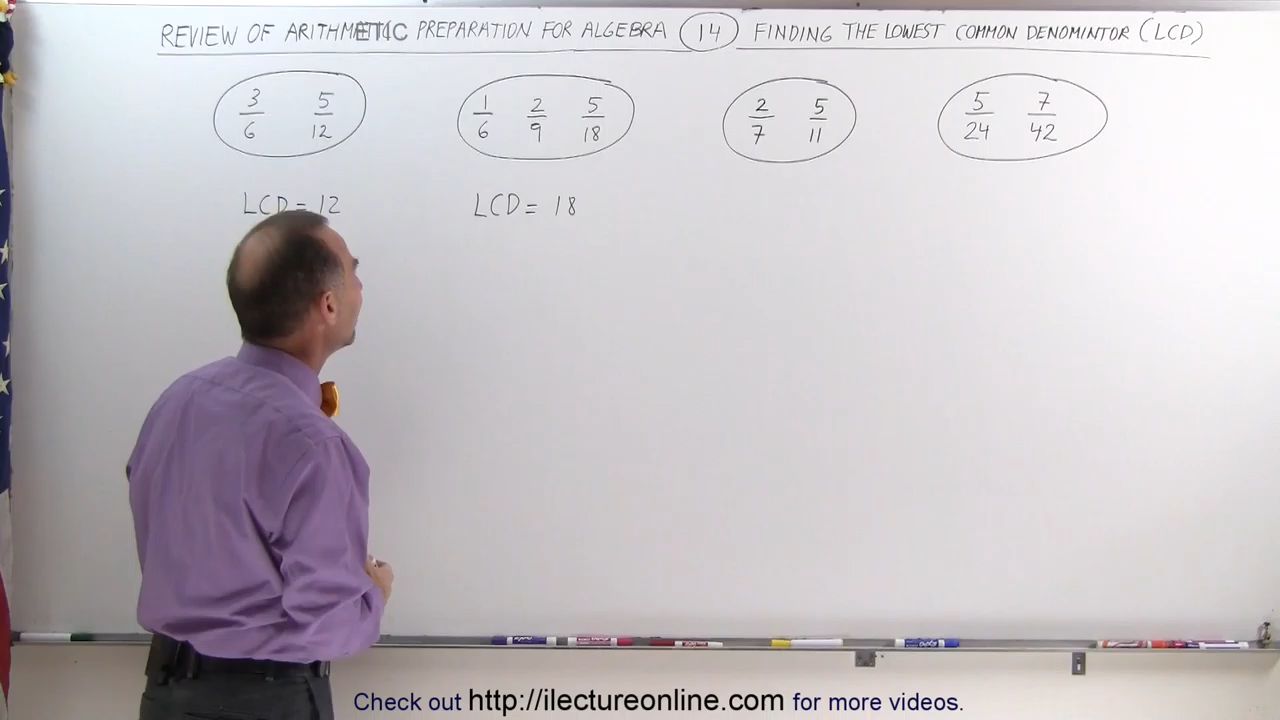 REVIEW OF ARITHMETIC PREPARATION FOR ALGEBRA 14 FINDING THE LOWEST COMMON DENOMINTOR (LCD)
3/6 5/12 1/6 2/9 5/18 2/7 5/11 5/24 7/42
LCD = 12 LCD = 18
Check out http://ilectureonline.com for more videos.